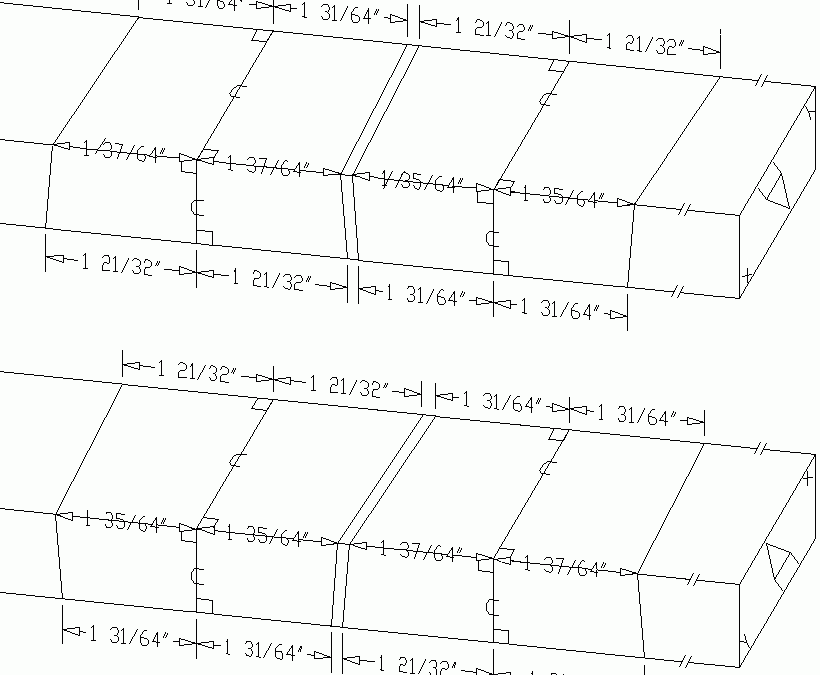 1 31/64" 1 31/64" 1 21/32" 1 21/32"
1 37/64" 1 37/64" 1 35/64" 1 35/64"
1 21/32" 1 21/32" 1 31/64" 1 31/64"
1 21/32" 1 21/32" 1 31/64" 1 31/64"
1 35/64" 1 35/64" 1 37/64" 1 37/64"
1 31/64" 1 31/64" 1 21/32"